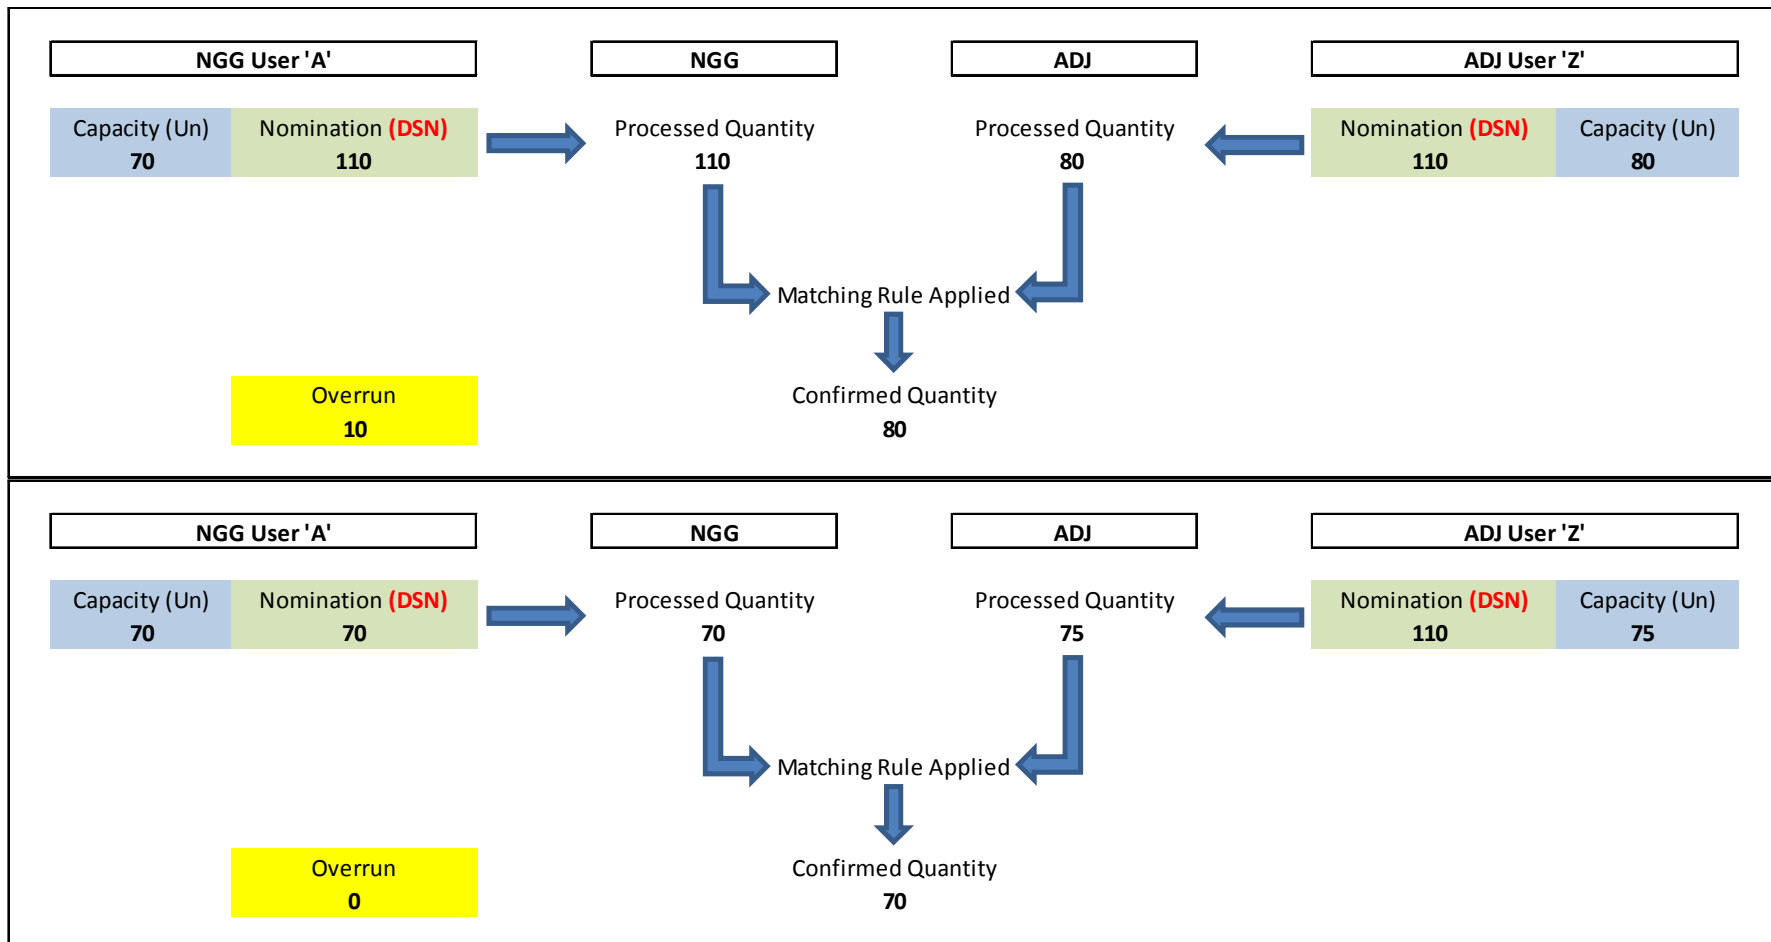 NGG User 'A'
NGG
ADJ
ADJ User 'Z'
Capacity (Un)
70
Nomination (DSN)
110
Processed Quantity
110
Processed Quantity
80
Nomination (DSN)
110
Capacity (Un)
80
Matching Rule Applied
Overrun
10
Confirmed Quantity
80
NGG User 'A'
NGG
ADJ
ADJ User 'Z'
Capacity (Un)
70
Nomination (DSN)
70
Processed Quantity
70
Processed Quantity
75
Nomination (DSN)
110
Capacity (Un)
75
Matching Rule Applied
Overrun
0
Confirmed Quantity
70